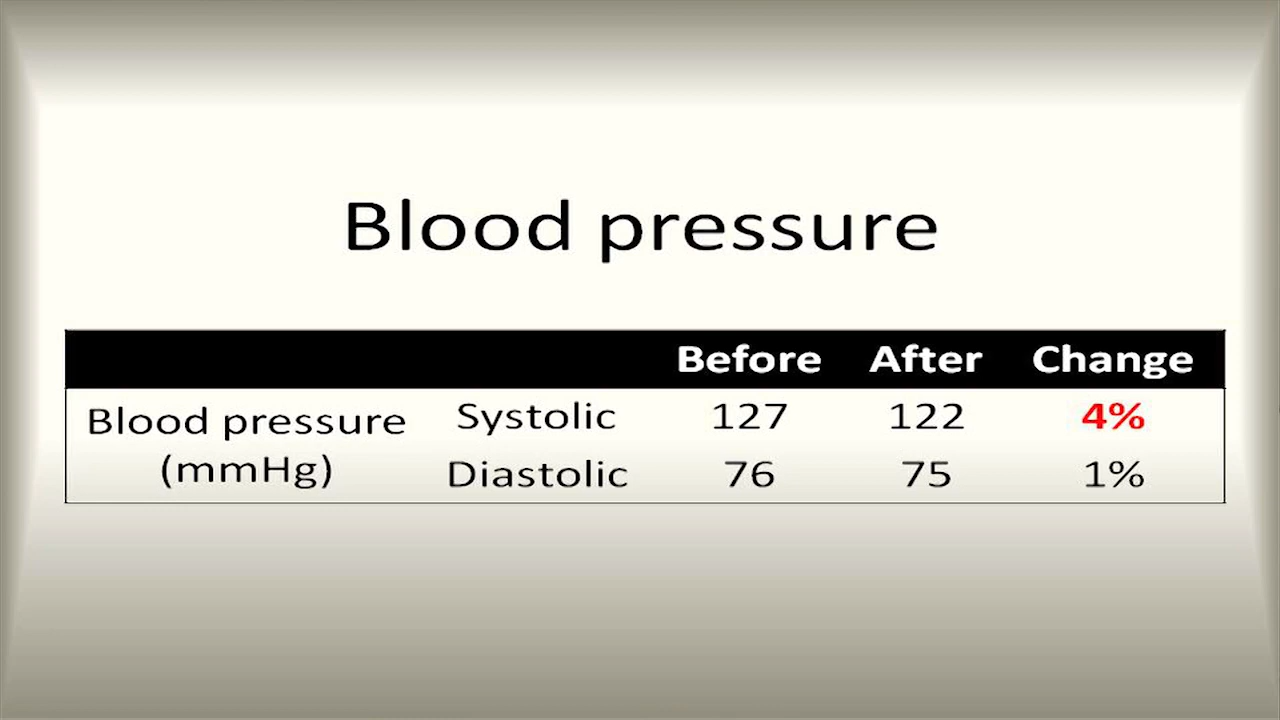 Blood pressure
Before After Change
Blood pressure (mmHg) Systolic 127 122 4%
Diastolic 76 75 1%